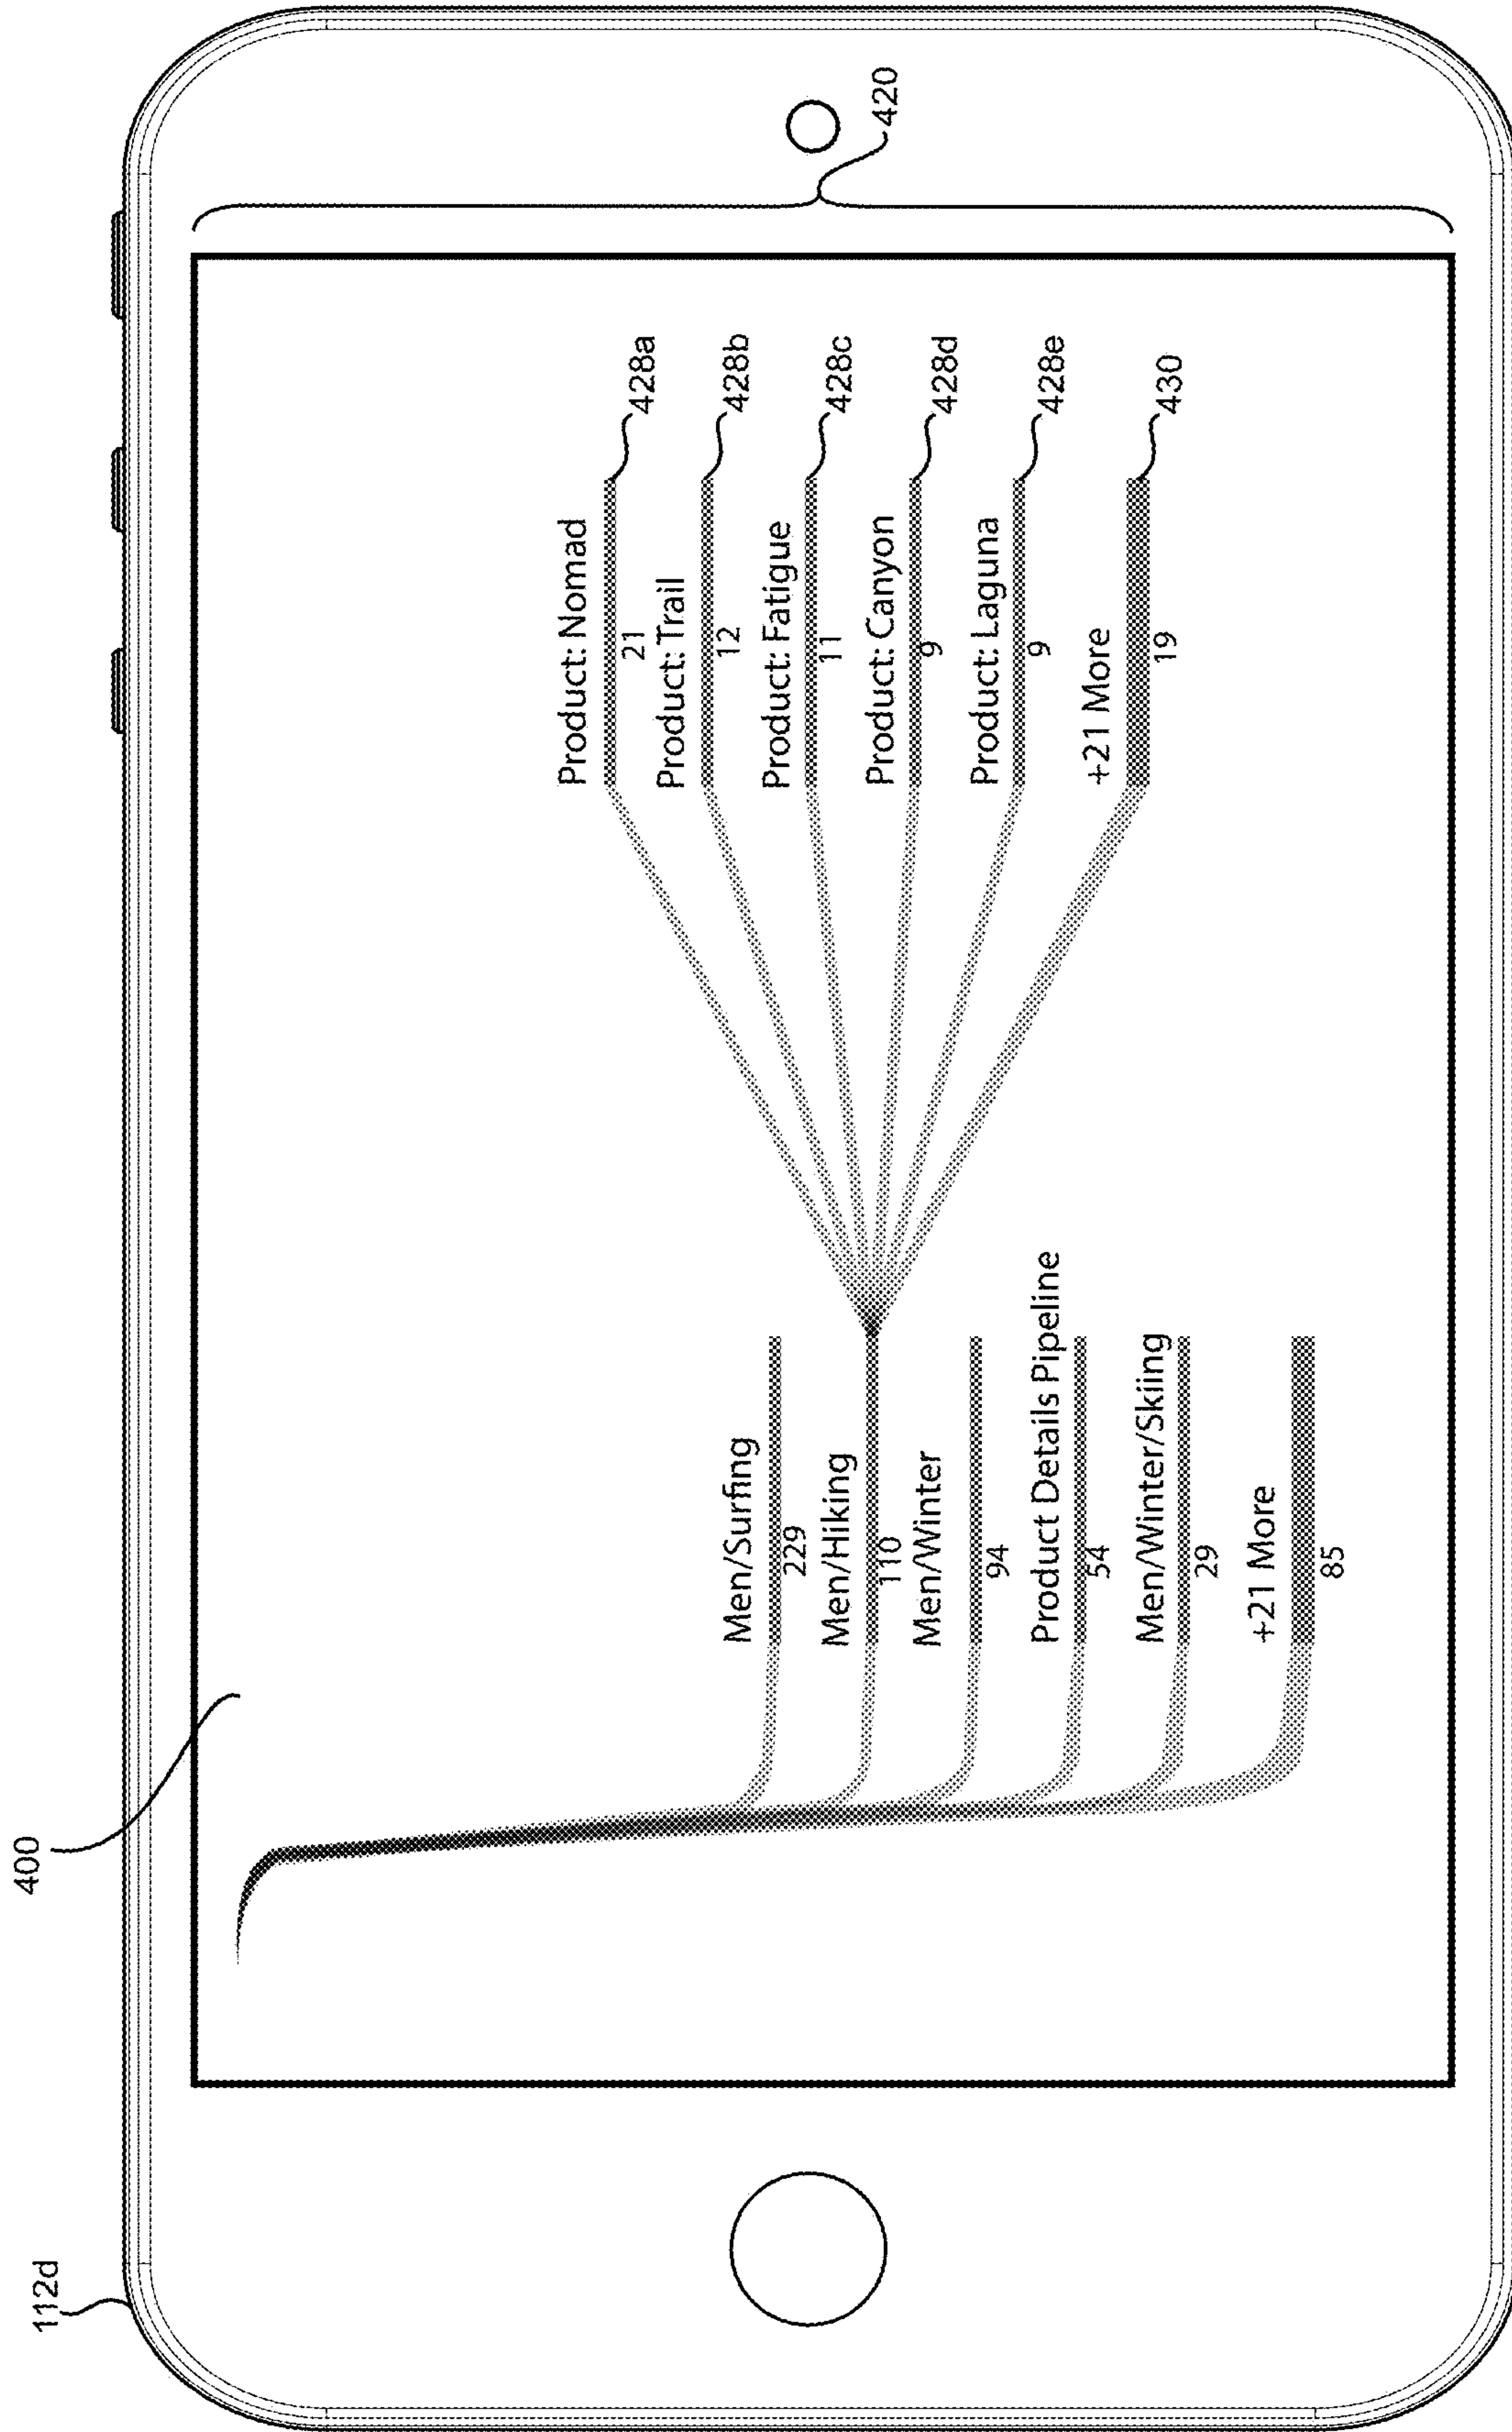 112d
400
Men/Surfing
229
Men/Hiking
110
Men/Winter
94
Product Details Pipeline
54
Men/Winter/Skiing
29
+21 More
85
Product: Nomad
21
Product: Trail
12
Product: Fatigue
11
Product: Canyon
9
Product: Laguna
9
+21 More
19
428a
428b
428c
428d
428e
430
420